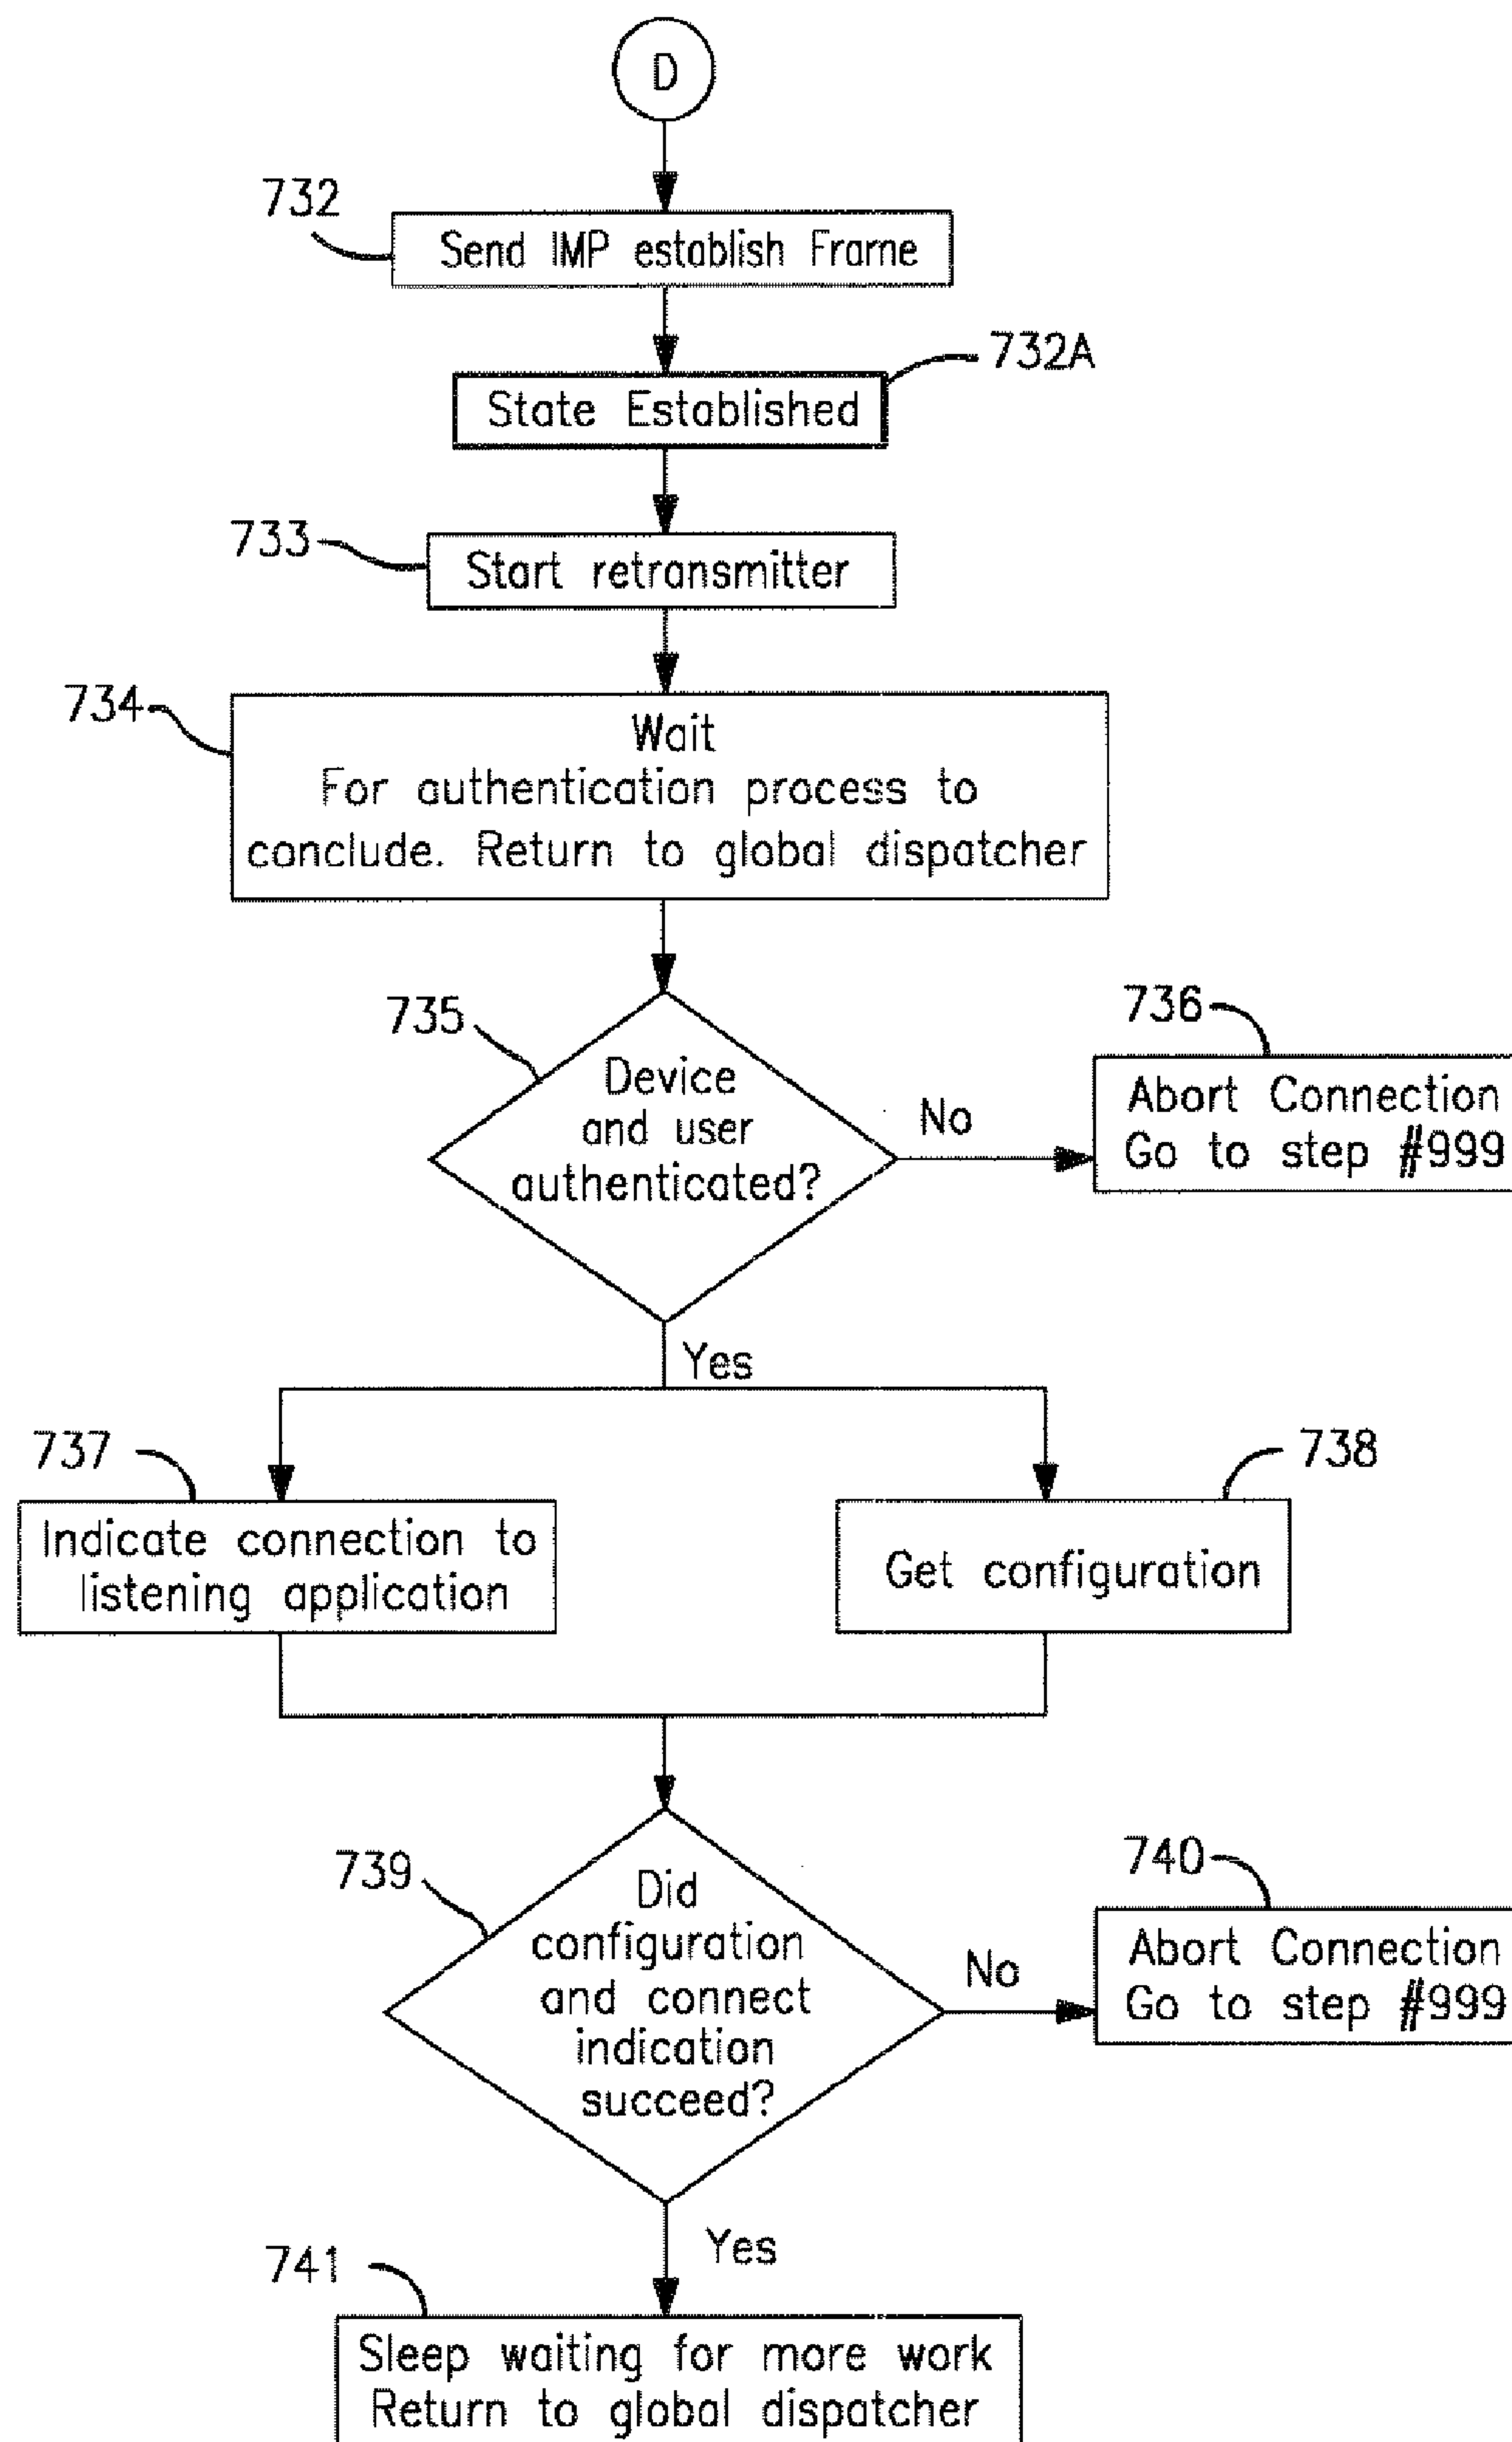 D
732
Send IMP establish Frame
732A
State Established
733
Start retransmitter
734
Wait
For authentication process to
conclude. Return to global dispatcher
735
Device
and user
authenticated?
No
736
Abort Connection
Go to step #999
Yes
737
Indicate connection to
listening application
738
Get configuration
739
Did
configuration
and connect
indication
succeed?
No
740
Abort Connection
Go to step #999
Yes
741
Sleep waiting for more work
Return to global dispatcher